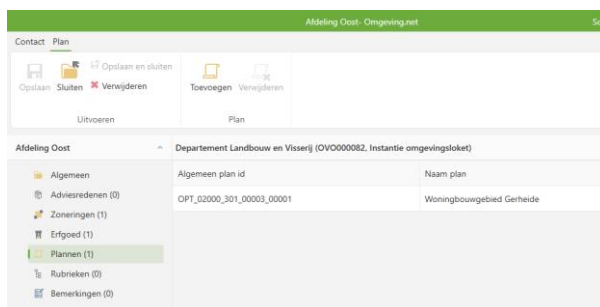 Afdeling Oost- Omgeving.net
Contact Plan
Opslaan Sluiten Opslaan en sluiten
Verwijderen
Toevoegen Verwijderen
Uitvoeren Plan
Afdeling Oost
Departement Landbouw en Visserij (OVO000082, Instantie omgevingsloket)
Algemeen
Adviesredenen (0)
Zoneringen (1)
Erfgoed (1)
Plannen (1)
Rubrieken (0)
Bemerkingen (0)
Algemeen plan id Naam plan
OPT_02000_301_00003_00001 Woningbouwgebied Gerheide